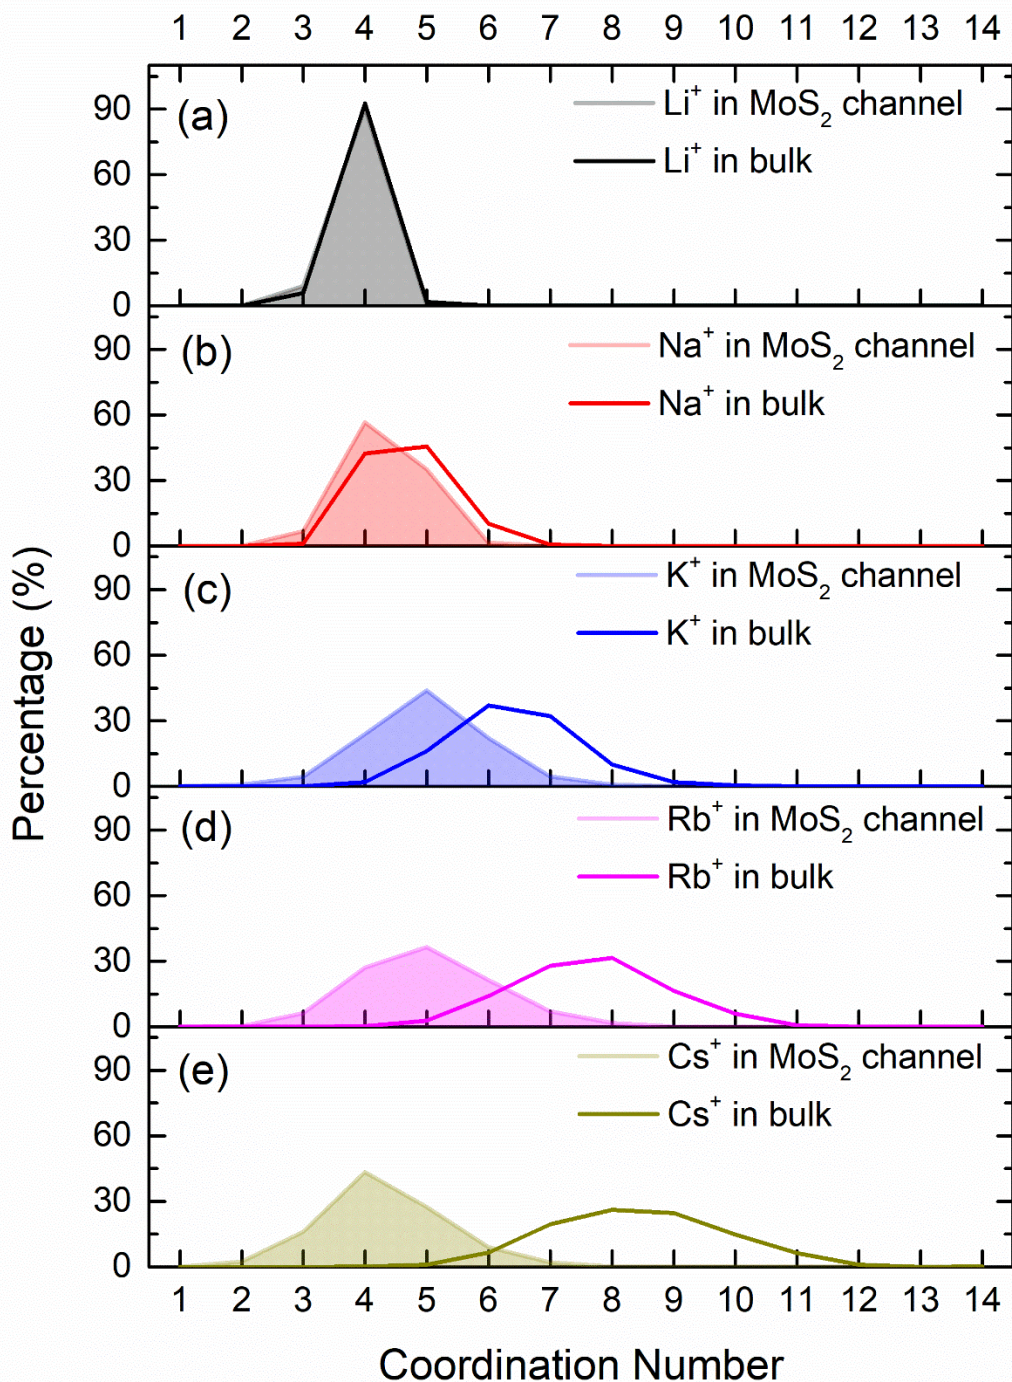 1 2 3 4 5 6 7 8 9 10 11 12 13 14
(a)
Li⁺ in MoS₂ channel
Li⁺ in bulk
90
60
30
0
(b)
Na⁺ in MoS₂ channel
Na⁺ in bulk
90
60
30
0
(c)
K⁺ in MoS₂ channel
K⁺ in bulk
90
60
30
0
(d)
Rb⁺ in MoS₂ channel
Rb⁺ in bulk
90
60
30
0
(e)
Cs⁺ in MoS₂ channel
Cs⁺ in bulk
90
60
30
0
Percentage (%)
1 2 3 4 5 6 7 8 9 10 11 12 13 14
Coordination Number